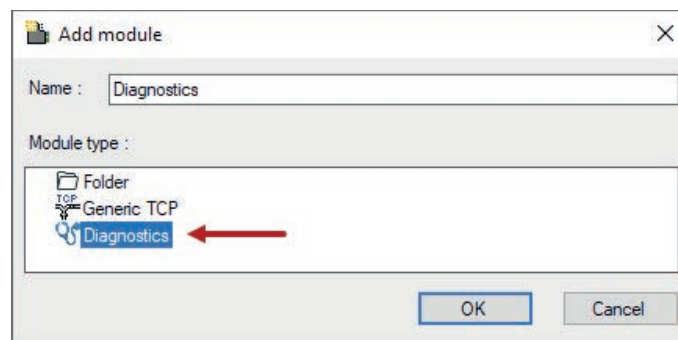 Add module
Name : Diagnostics
Module type :
Folder
TCP
Generic TCP
Diagnostics
OK Cancel